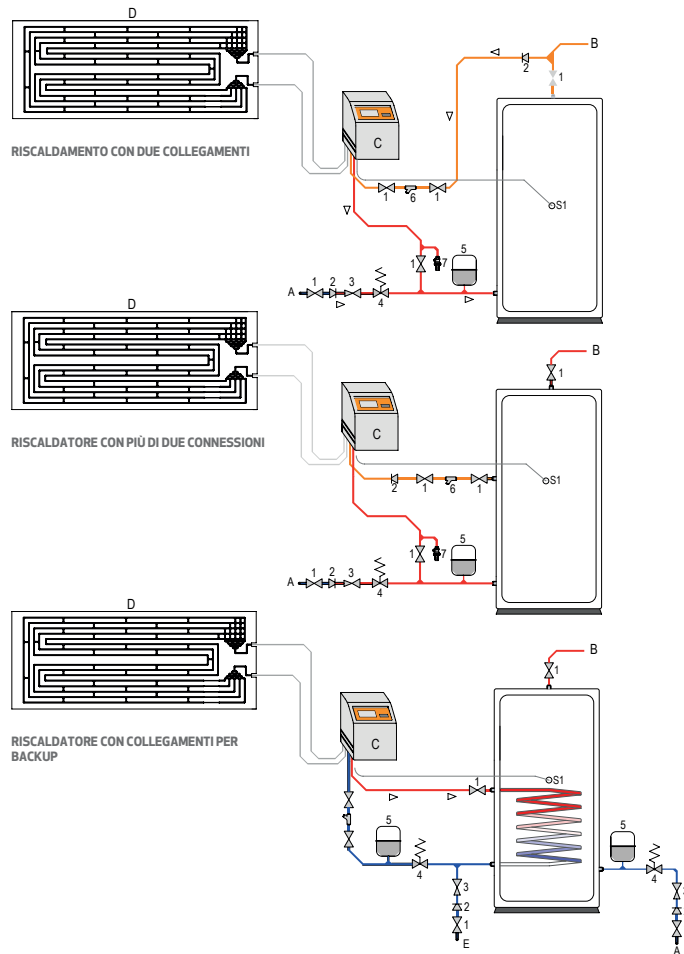 D
B
2
1
C
RISCALDAMENTO CON DUE COLLEGAMENTI
1 6 1
S1
5
1 7
A 1 2 3
4
D
B
1
C
RISCALDATORE CON PIÙ DI DUE CONNESSIONI
S1
2 1 6 1
5
1 7
A 1 2 3
4
D
B
1
C
RISCALDATORE CON COLLEGAMENTI PER
BACKUP
S1
1
5 5
4 4
3
2
1
E A